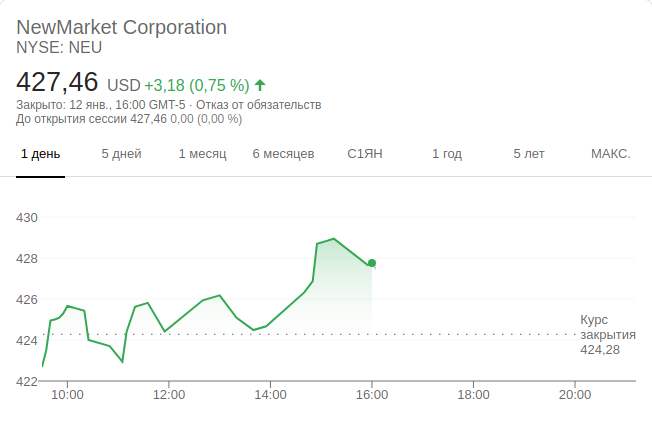 NewMarket Corporation
NYSE: NEU
427,46 USD +3,18 (0,75 %)
Закрыто: 12 янв., 16:00 GMT-5 · Отказ от обязательств
До открытия сессии 427,46 0,00 (0,00 %)
1 день 5 дней 1 месяц 6 месяцев С1ЯН 1 год 5 лет МАКС.
430
428
426
424
422
Курс
закрытия
424,28
10:00 12:00 14:00 16:00 18:00 20:00